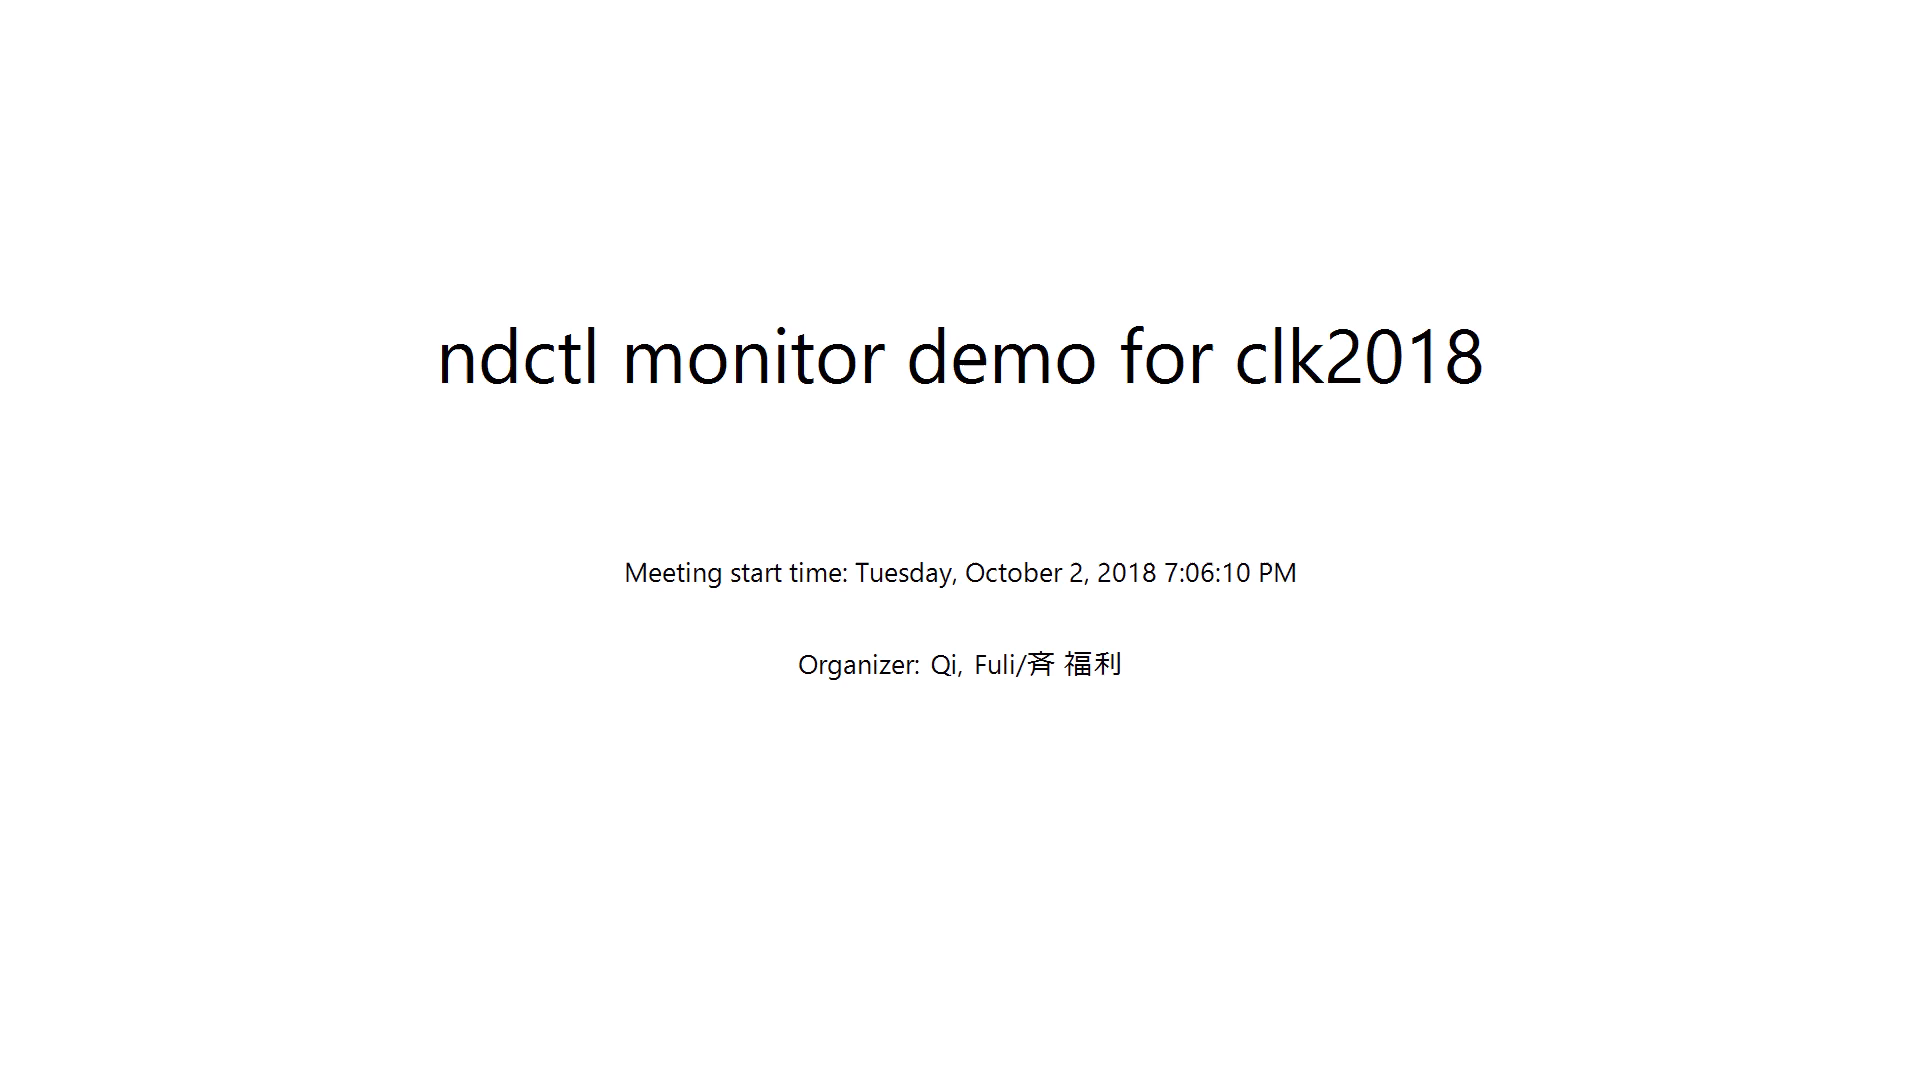 ndctl monitor demo for clk2018
Meeting start time: Tuesday, October 2, 2018 7:06:10 PM
Organizer: Qi, Fuli/斉 福利